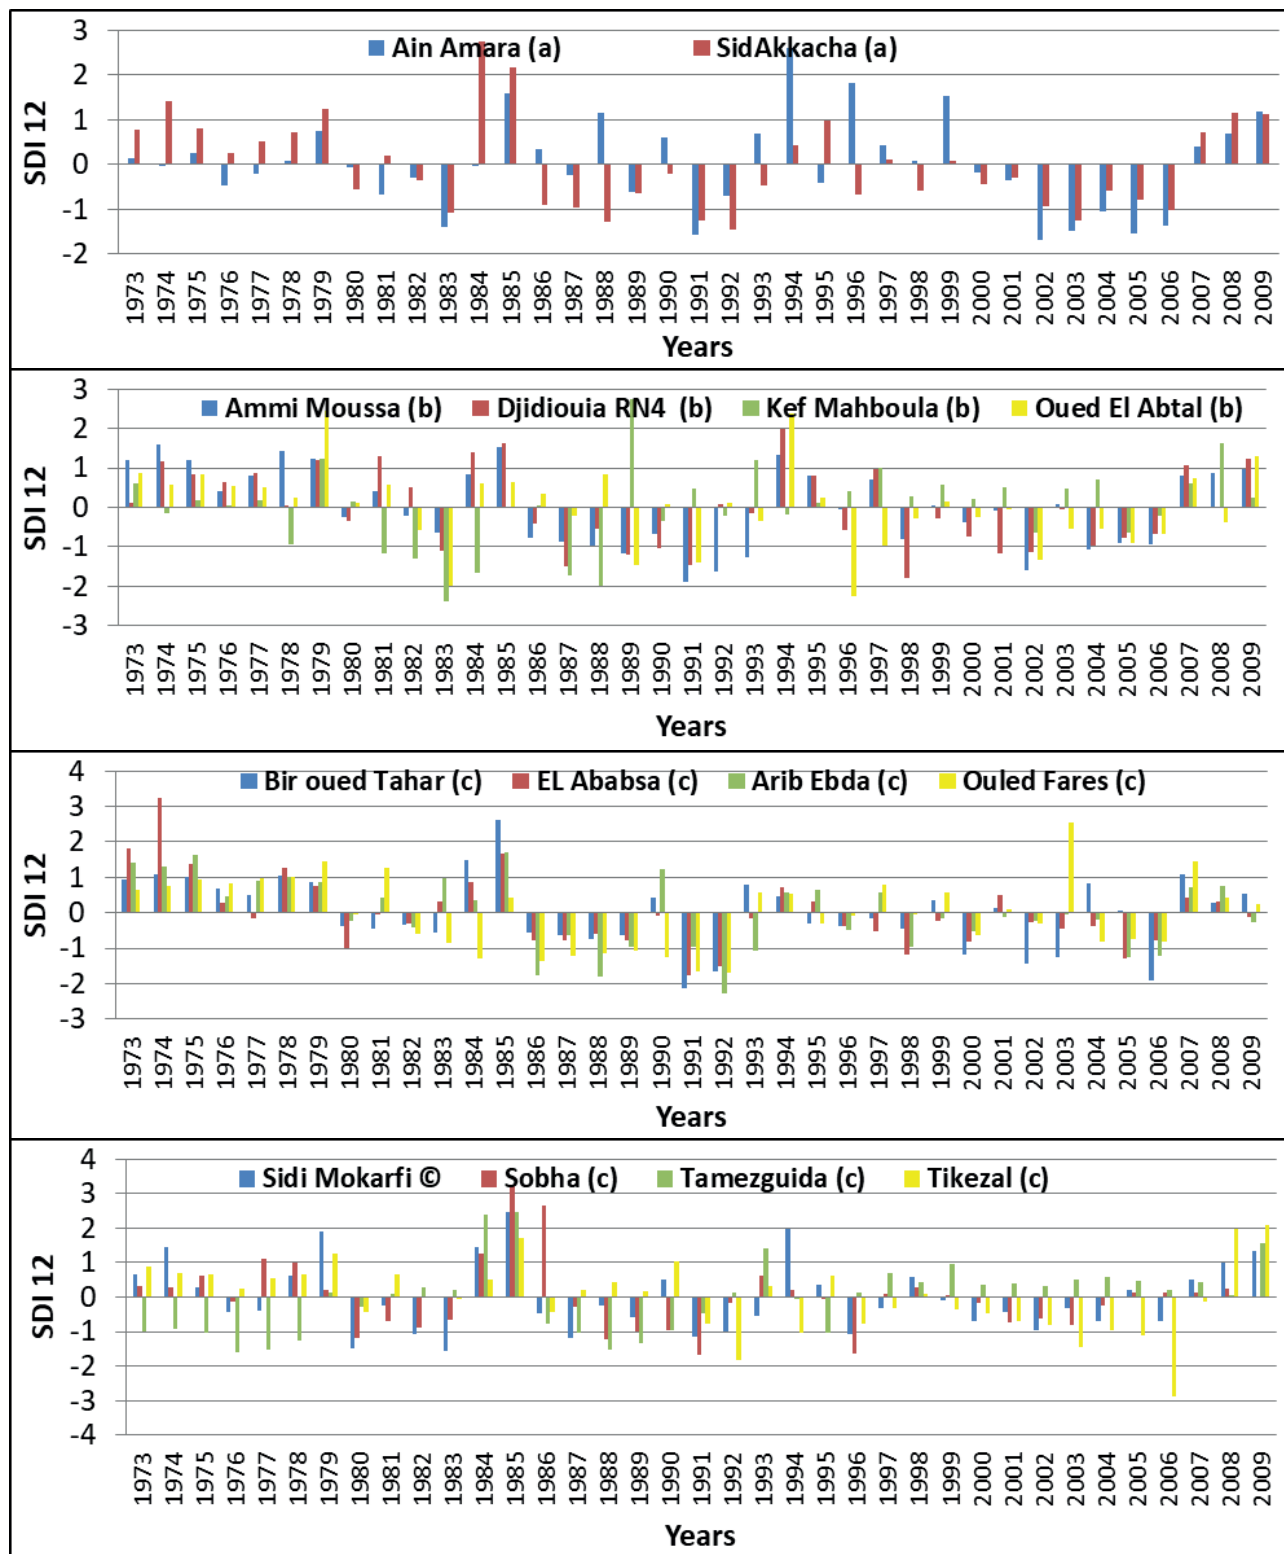 Ain Amara (a) SidAkkacha (a)
SDI 12
3
2
1
0
-1
-2
1973 1974 1975 1976 1977 1978 1979 1980 1981 1982 1983 1984 1985 1986 1987 1988 1989 1990 1991 1992 1993 1994 1995 1996 1997 1998 1999 2000 2001 2002 2003 2004 2005 2006 2007 2008 2009
Years
Ammi Moussa (b) Djidiouia RN4 (b) Kef Mahboula (b) Oued El Abtal (b)
SDI 12
3
2
1
0
-1
-2
-3
1973 1974 1975 1976 1977 1978 1979 1980 1981 1982 1983 1984 1985 1986 1987 1988 1989 1990 1991 1992 1993 1994 1995 1996 1997 1998 1999 2000 2001 2002 2003 2004 2005 2006 2007 2008 2009
Years
Bir oued Tahar (c) EL Ababsa (c) Arib Ebda (c) Ouled Fares (c)
SDI 12
4
3
2
1
0
-1
-2
-3
1973 1974 1975 1976 1977 1978 1979 1980 1981 1982 1983 1984 1985 1986 1987 1988 1989 1990 1991 1992 1993 1994 1995 1996 1997 1998 1999 2000 2001 2002 2003 2004 2005 2006 2007 2008 2009
Years
Sidi Mokarfi © Sobha (c) Tamezguida (c) Tikezal (c)
SDI 12
4
3
2
1
0
-1
-2
-3
-4
1973 1974 1975 1976 1977 1978 1979 1980 1981 1982 1983 1984 1985 1986 1987 1988 1989 1990 1991 1992 1993 1994 1995 1996 1997 1998 1999 2000 2001 2002 2003 2004 2005 2006 2007 2008 2009
Years